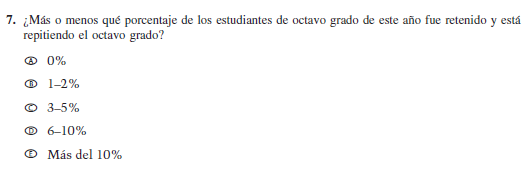 7. ¿Más o menos qué porcentaje de los estudiantes de octavo grado de este año fue retenido y está
repitiendo el octavo grado?
Ⓐ 0%
Ⓑ 1–2%
Ⓒ 3–5%
Ⓓ 6–10%
Ⓔ Más del 10%